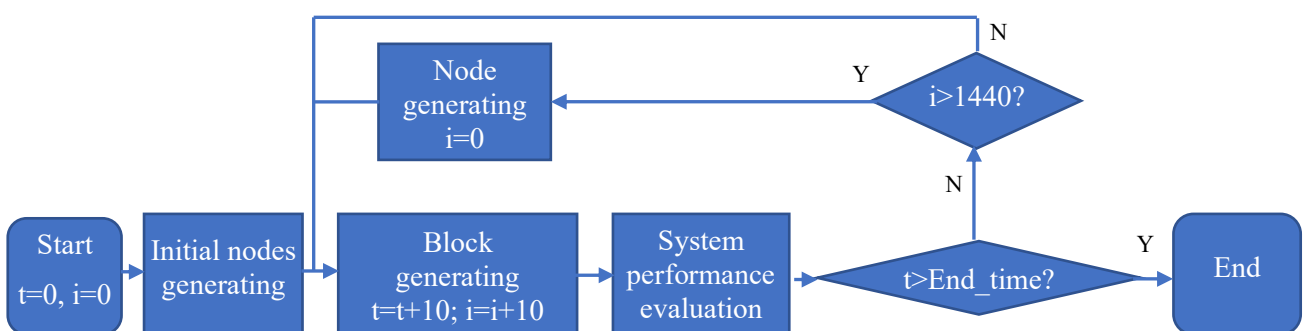 N
Node
generating
i=0
Y
i>1440?
N
Start
t=0, i=0
Initial nodes
generating
Block
generating
t=t+10; i=i+10
System
performance
evaluation
t>End_time?
Y
End